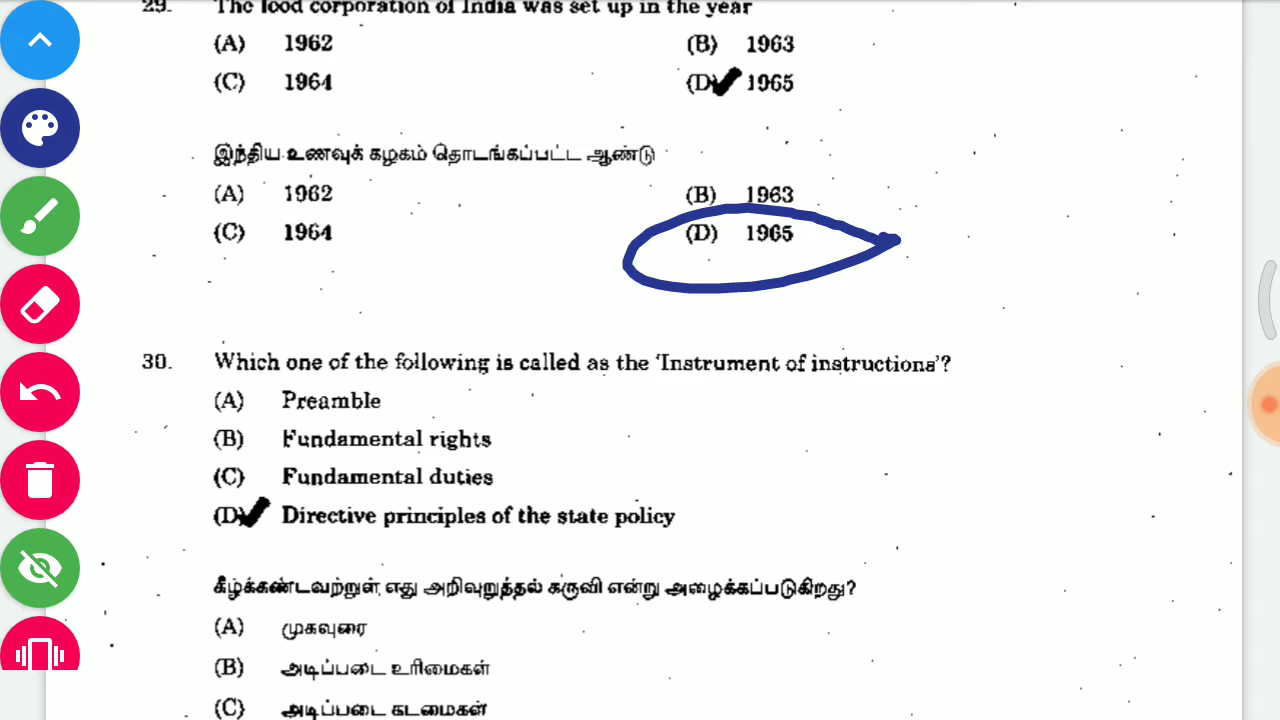 29. The food corporation of India was set up in the year
(A) 1962 (B) 1963
(C) 1964 (D) 1965
இந்திய உணவுக் கழகம் தொடங்கப்பட்ட ஆண்டு
(A) 1962 (B) 1963
(C) 1964 (D) 1965
30. Which one of the following is called as the 'Instrument of instructions'?
(A) Preamble
(B) Fundamental rights
(C) Fundamental duties
(D) Directive principles of the state policy
கீழ்க்கண்டவற்றுள் எது அறிவுறுத்தல் கருவி என்று அழைக்கப்படுகிறது?
(A) முகவுரை
(B) அடிப்படை உரிமைகள்
(C) அடிப்படை கடமைகள்